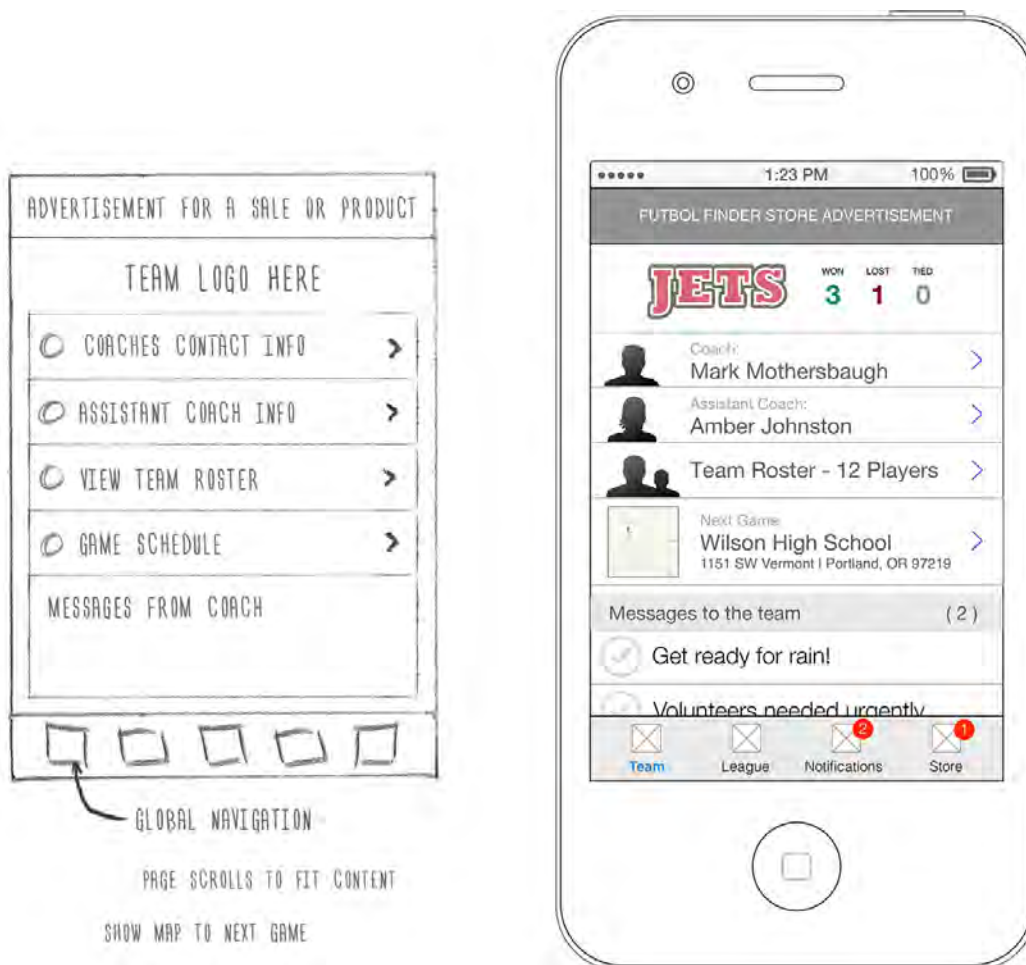 ADVERTISEMENT FOR A SALE OR PRODUCT
TEAM LOGO HERE
COACHES CONTACT INFO
ASSISTANT COACH INFO
VIEW TEAM ROSTER
GAME SCHEDULE
MESSAGES FROM COACH
GLOBAL NAVIGATION
PAGE SCROLLS TO FIT CONTENT
SHOW MAP TO NEXT GAME
1:23 PM 100%
FUTBOL FINDER STORE ADVERTISEMENT
JETS
WON LOST TIED
3 1 0
Coach:
Mark Mothersbaugh
Assistant Coach:
Amber Johnston
Team Roster - 12 Players
Next Game
Wilson High School
1151 SW Vermont | Portland, OR 97219
Messages to the team (2)
Get ready for rain!
Volunteers needed urgently
2 1
Team League Notifications Store